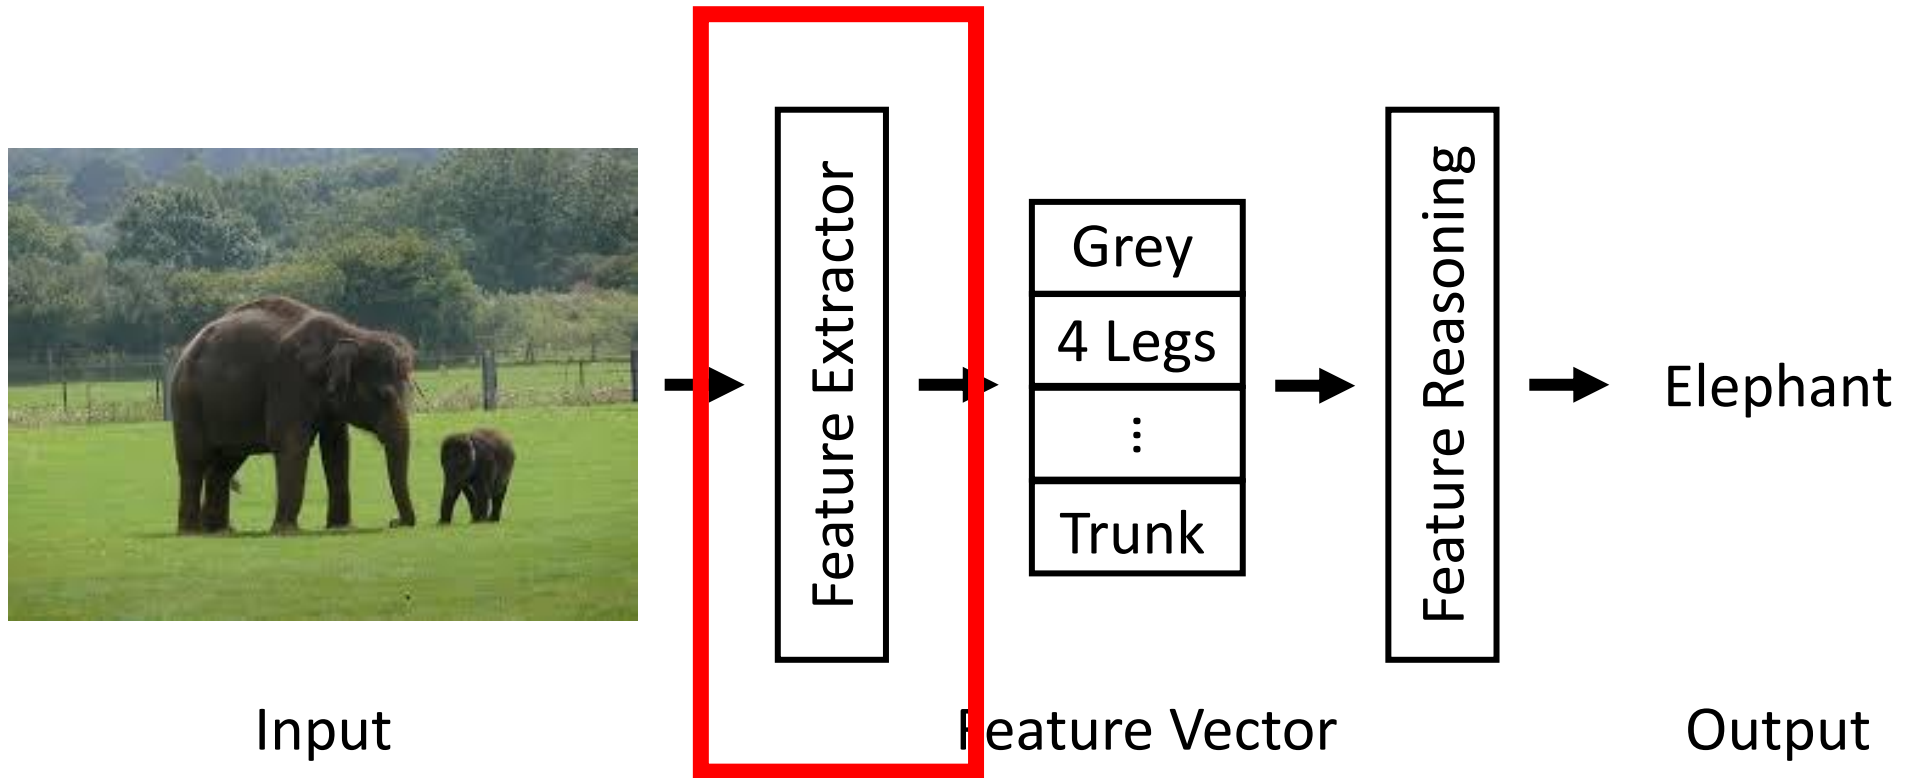 Feature Extractor
Grey
4 Legs
⋮
Trunk
Feature Reasoning
Elephant
Input
Feature Vector
Output